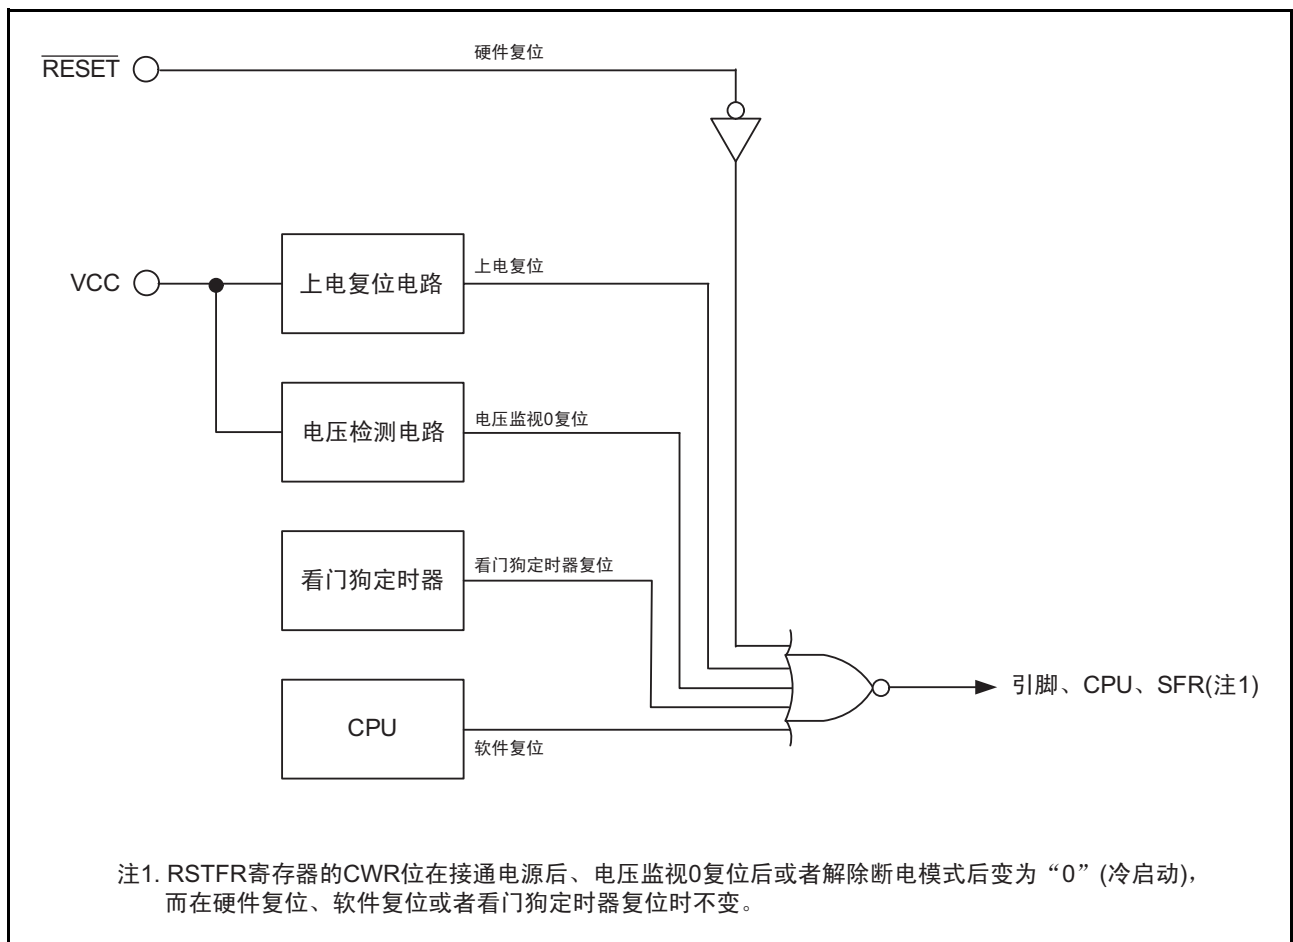 硬件复位
RESET
上电复位电路
上电复位
VCC
电压检测电路
电压监视0复位
看门狗定时器
看门狗定时器复位
引脚、CPU、SFR(注1)
CPU
软件复位
注1. RSTFR寄存器的CWR位在接通电源后、电压监视0复位后或者解除断电模式后变为“0”(冷启动),
而在硬件复位、软件复位或者看门狗定时器复位时不变。